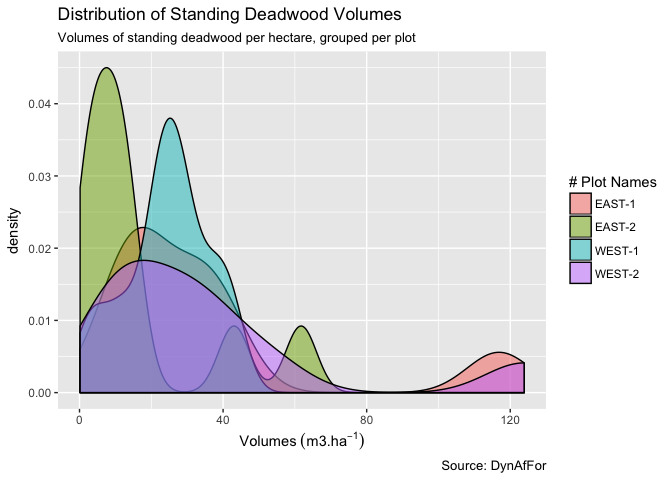 Distribution of Standing Deadwood Volumes
Volumes of standing deadwood per hectare, grouped per plot
0.04
0.03
0.02
0.01
0.00
density
0
40
80
120
Volumes (m3.ha⁻¹)
# Plot Names
EAST-1
EAST-2
WEST-1
WEST-2
Source: DynAfFor